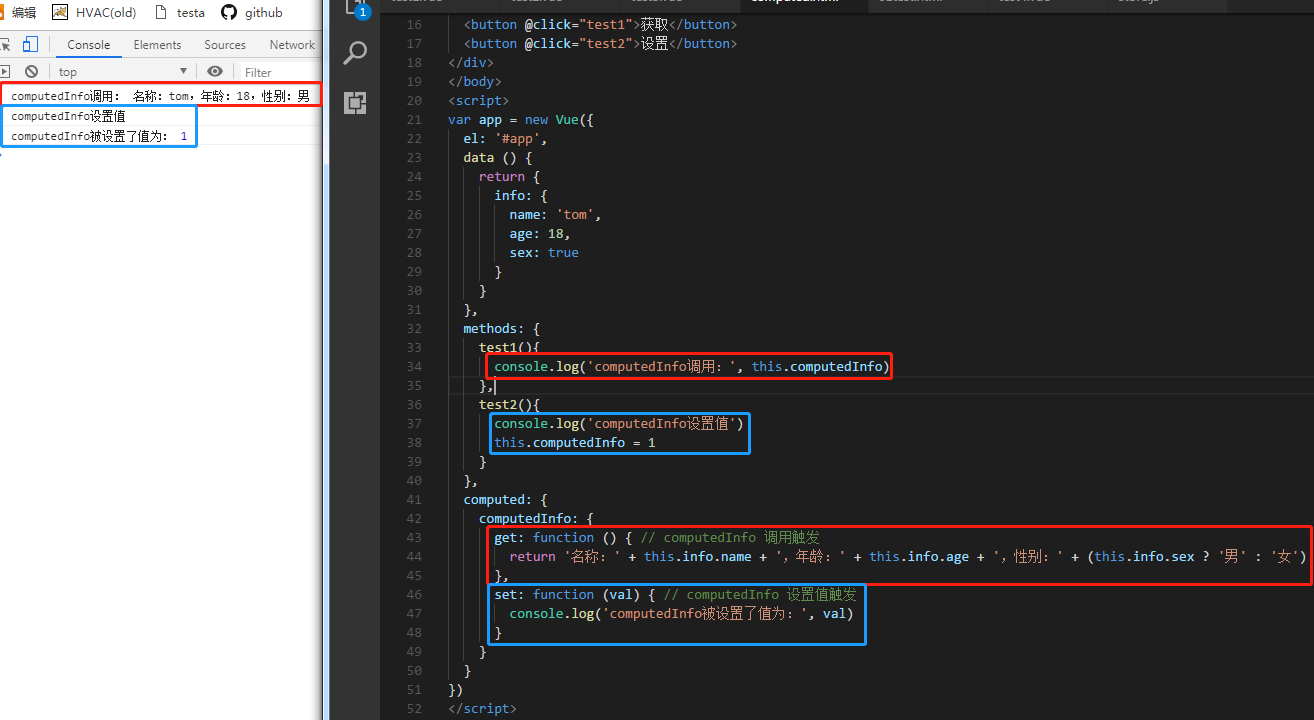 编辑 HVAC(old) testa github
Console Elements Sources Network
top Filter
computedInfo调用： 名称：tom，年龄：18，性别：男
computedInfo设置值
computedInfo被设置了值为： 1
1
16 <button @click="test1">获取</button>
17 <button @click="test2">设置</button>
18 </div>
19 </body>
20 <script>
21 var app = new Vue({
22 el: '#app',
23 data () {
24 return {
25 info: {
26 name: 'tom',
27 age: 18,
28 sex: true
29 }
30 }
31 },
32 methods: {
33 test1(){
34 console.log('computedInfo调用：', this.computedInfo)
35 },
36 test2(){
37 console.log('computedInfo设置值')
38 this.computedInfo = 1
39 }
40 },
41 computed: {
42 computedInfo: {
43 get: function () { // computedInfo 调用触发
44 return '名称：' + this.info.name + '，年龄：' + this.info.age + '，性别：' + (this.info.sex ? '男' : '女')
45 },
46 set: function (val) { // computedInfo 设置值触发
47 console.log('computedInfo被设置了值为：', val)
48 }
49 }
50 }
51 })
52 </script>